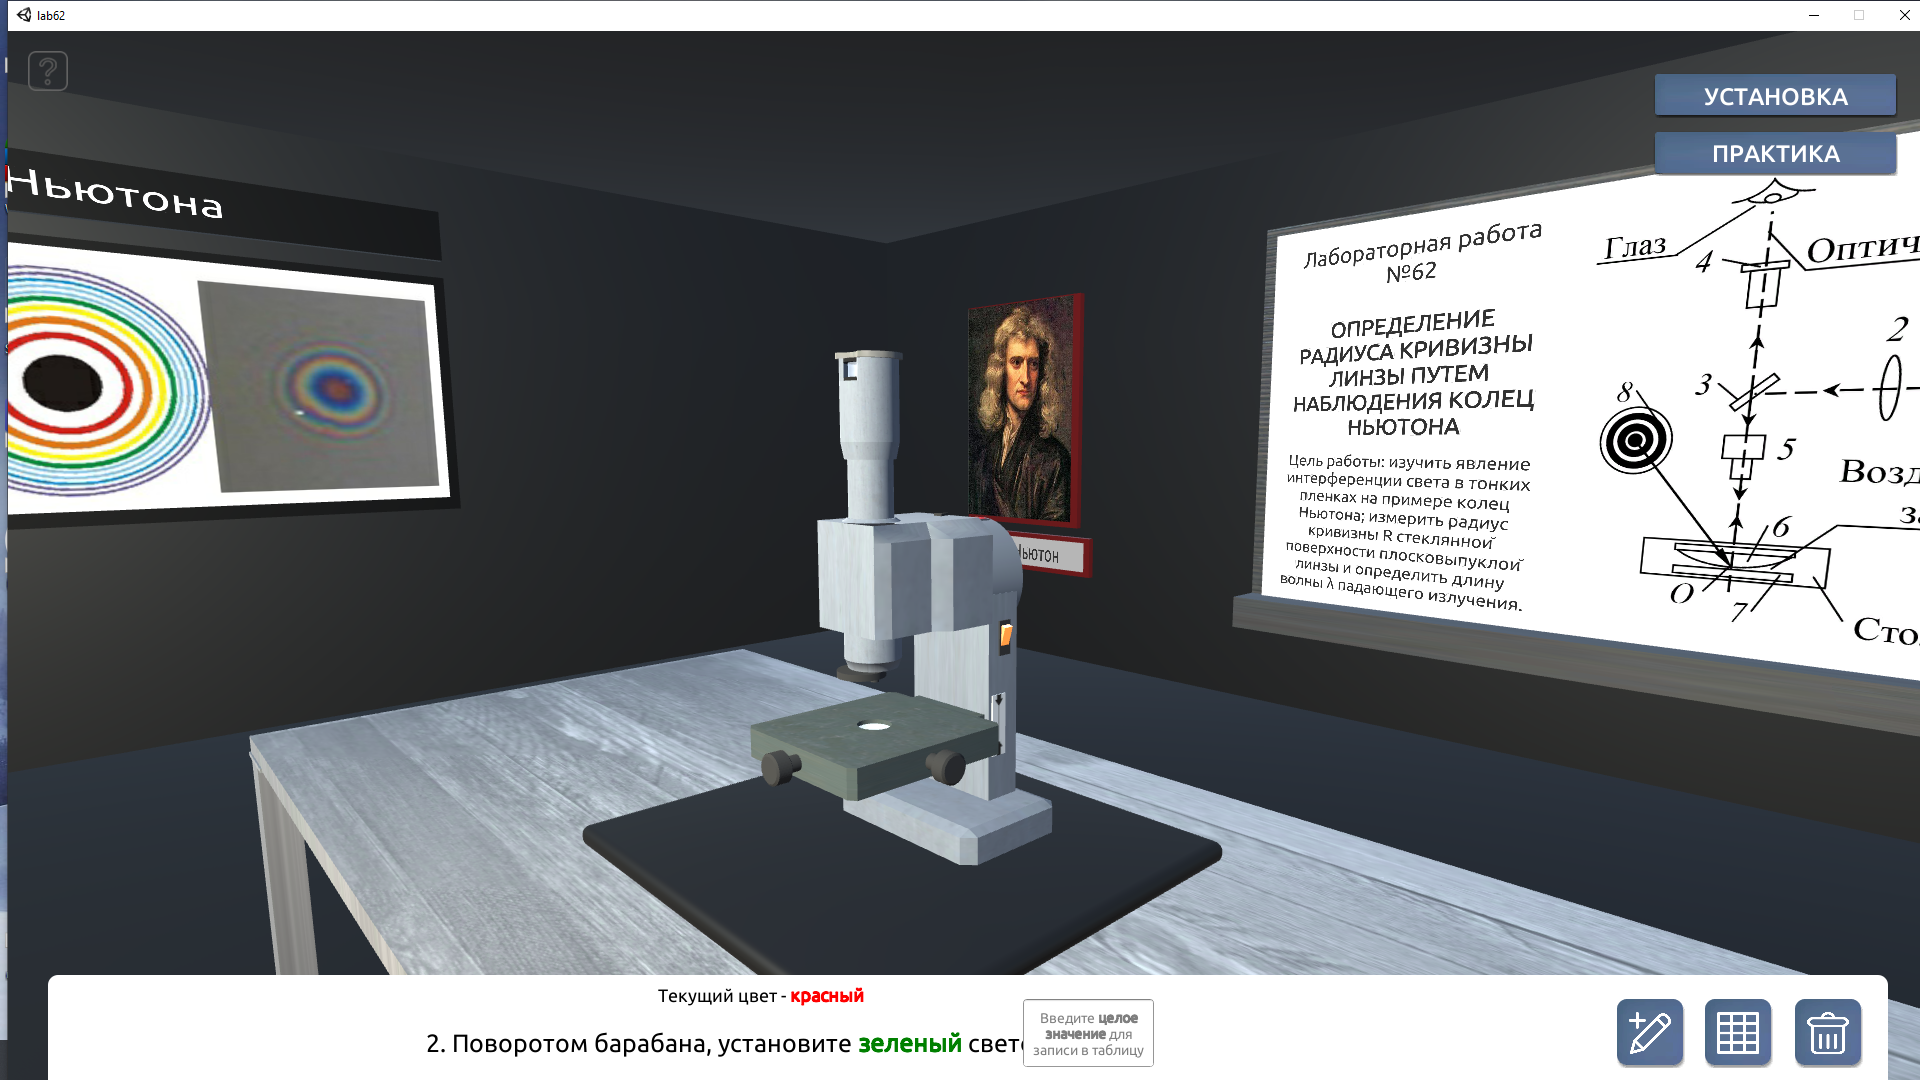 lab62
?
УСТАНОВКА
ПРАКТИКА
Ньютона
Лабораторная работа
№62
ОПРЕДЕЛЕНИЕ
РАДИУСА КРИВИЗНЫ
ЛИНЗЫ ПУТЕМ
НАБЛЮДЕНИЯ КОЛЕЦ
НЬЮТОНА
Цель работы: изучить явление
интерференции света в тонких
пленках на примере колец
Ньютона; измерить радиус
кривизны R стеклянной
поверхности плосковыпуклой
линзы и определить длину
волны λ падающего излучения.
Глаз
4
Оптич
2
3
8
5
Возд
за
6
O
7
Сто
Ньютон
Текущий цвет - красный
2. Поворотом барабана, установите зеленый свет
Введите целое
значение для
записи в таблицу